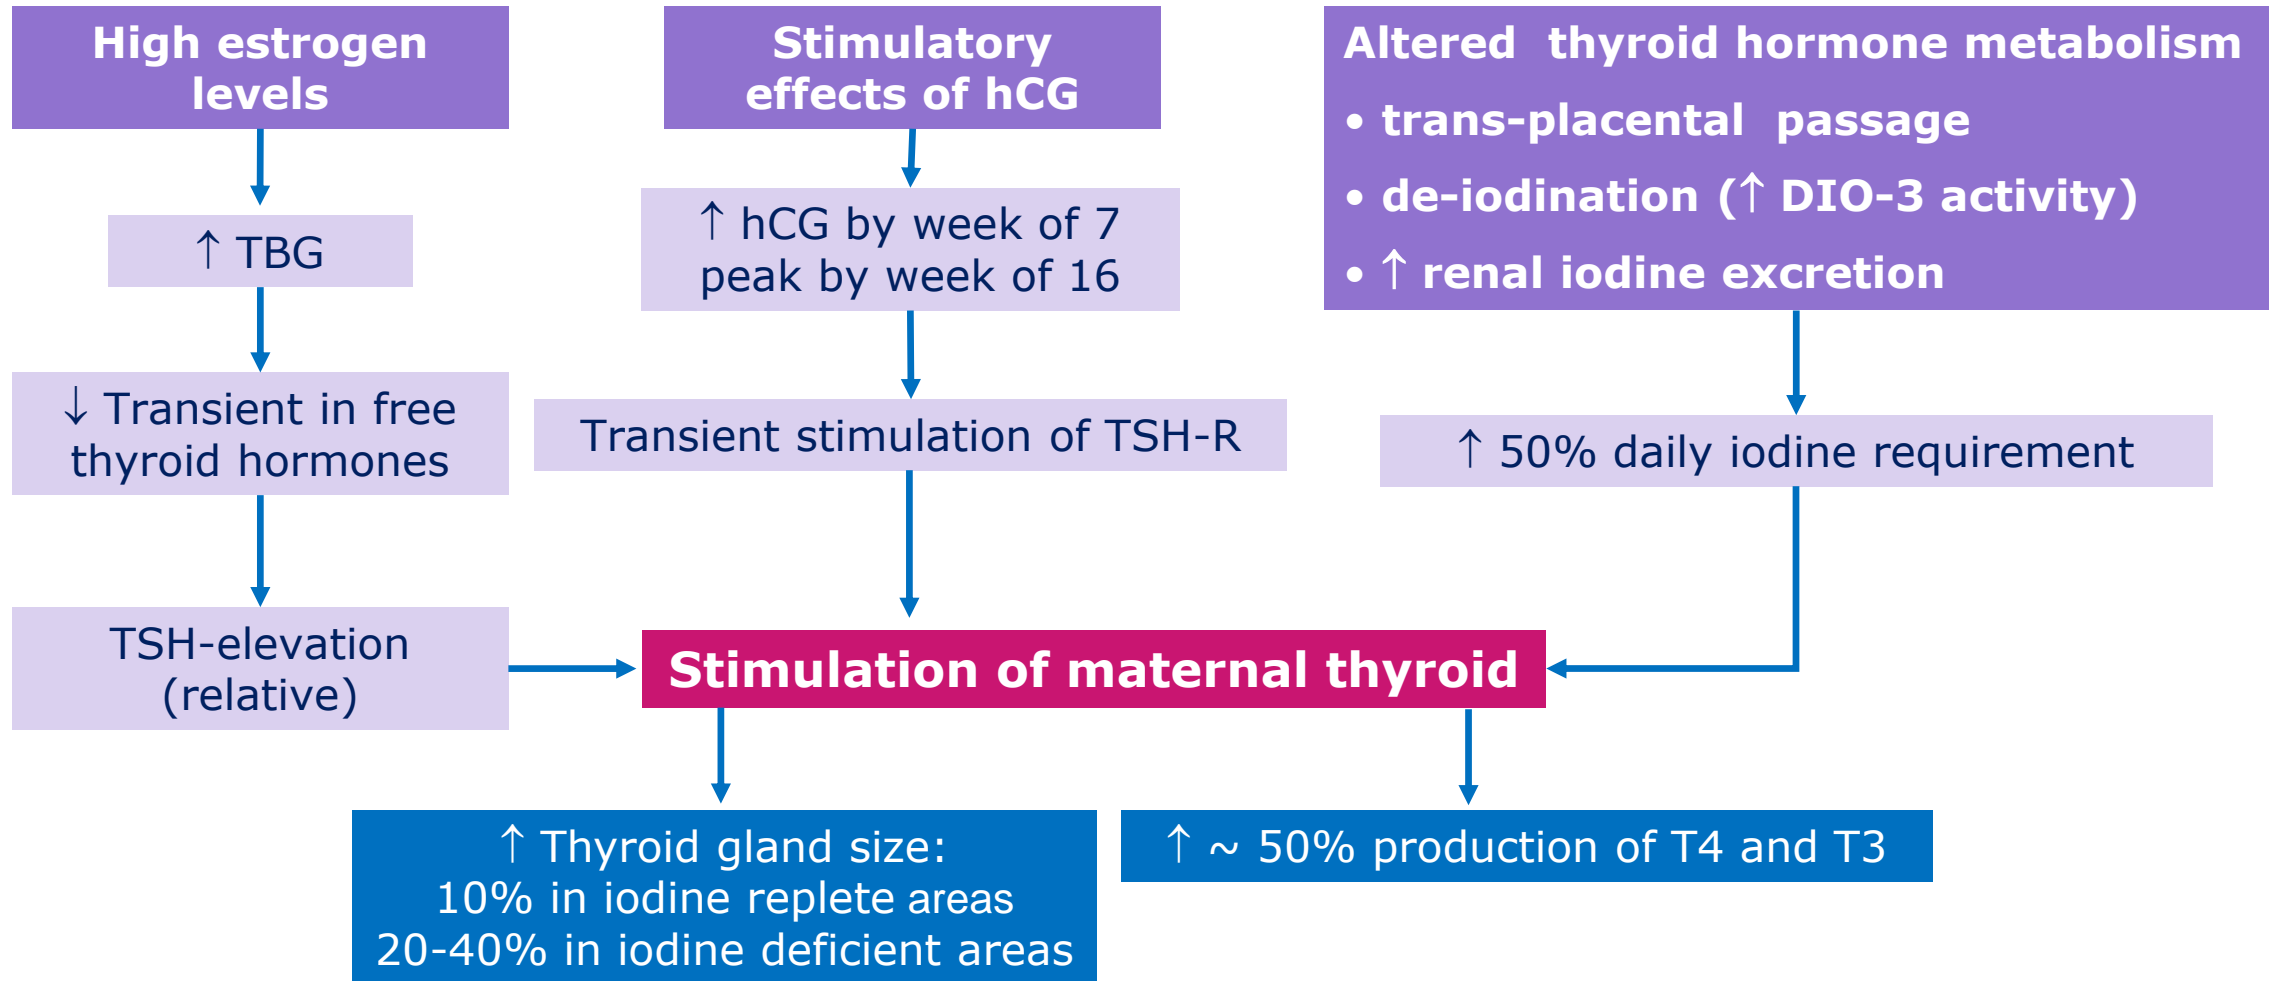 High estrogen
levels
↑ TBG
↓ Transient in free
thyroid hormones
TSH-elevation
(relative)
Stimulatory
effects of hCG
↑ hCG by week of 7
peak by week of 16
Transient stimulation of TSH-R
Altered thyroid hormone metabolism
• trans-placental passage
• de-iodination (↑ DIO-3 activity)
• ↑ renal iodine excretion
↑ 50% daily iodine requirement
Stimulation of maternal thyroid
↑ Thyroid gland size:
10% in iodine replete areas
20-40% in iodine deficient areas
↑ ~ 50% production of T4 and T3